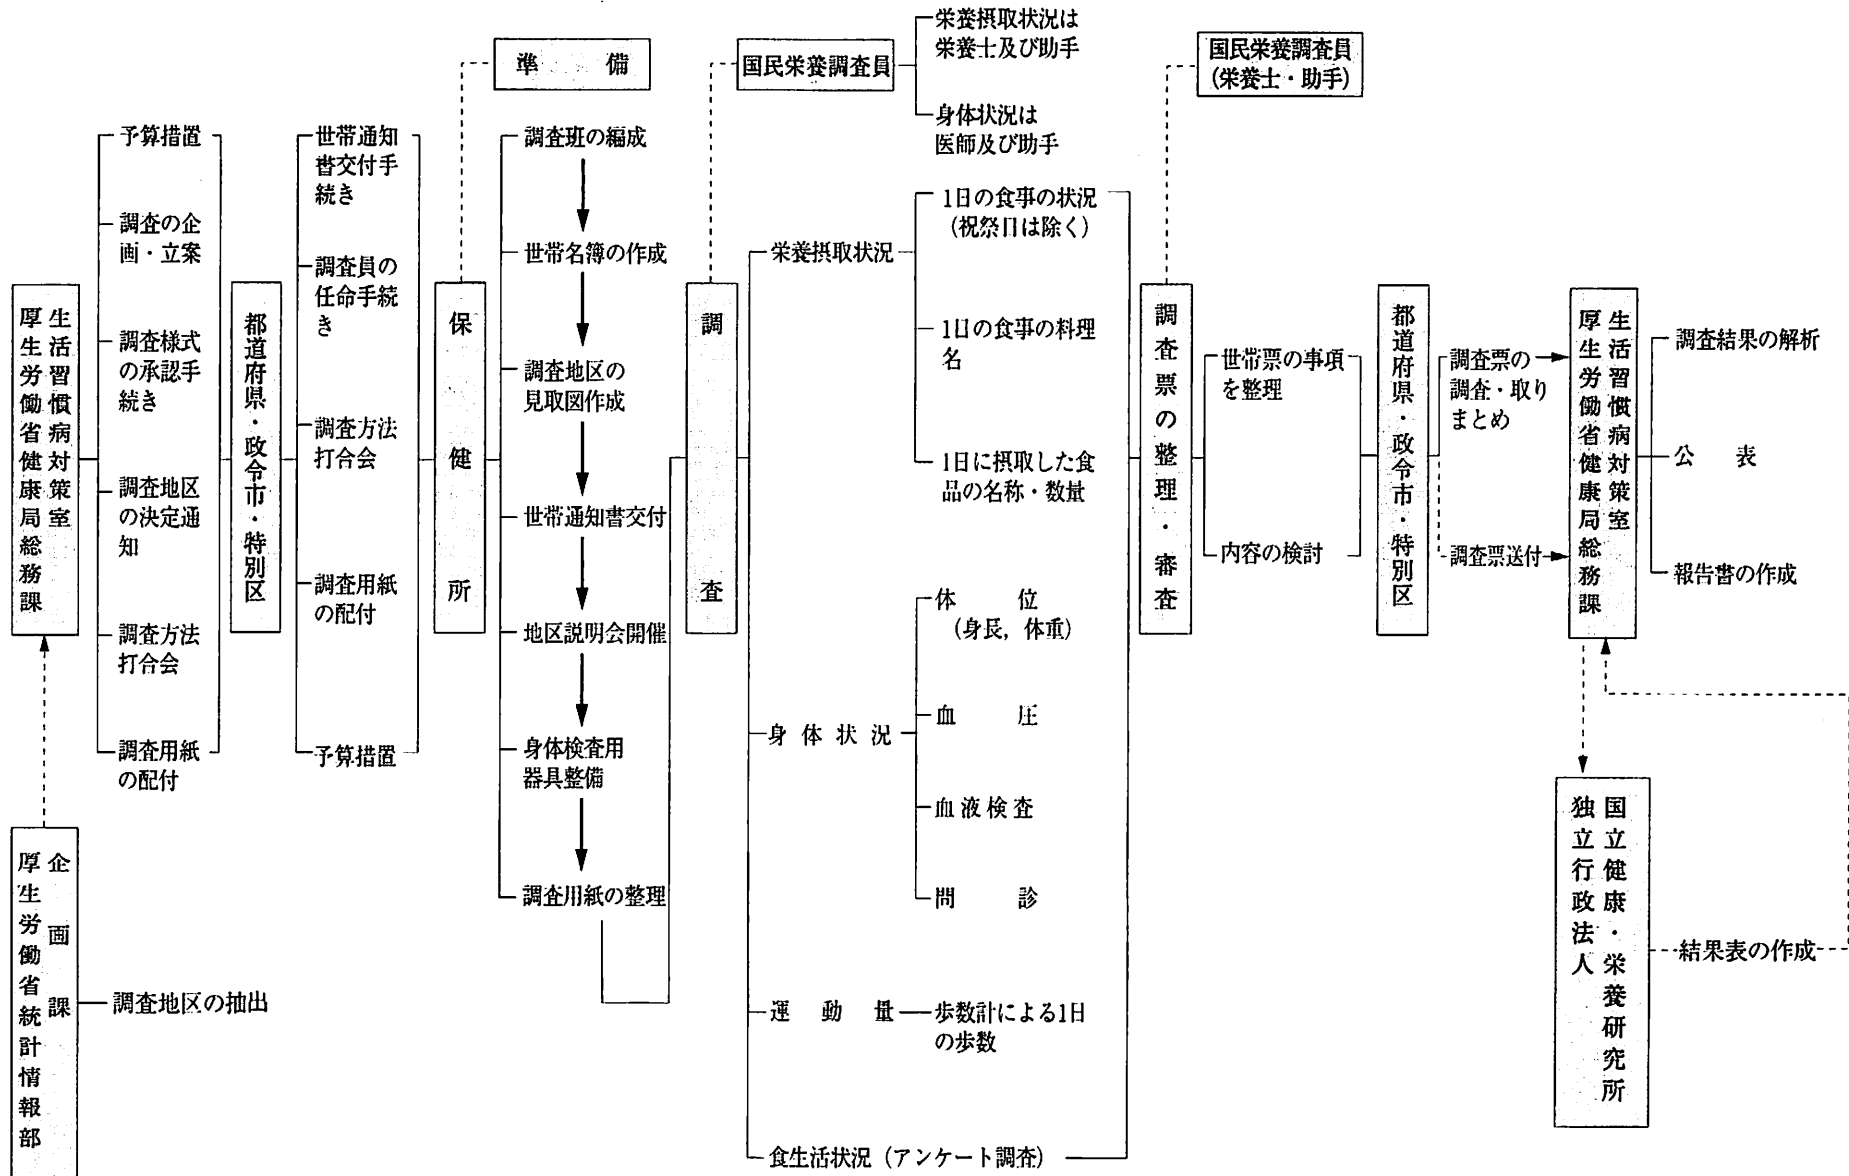 厚生労働省健康局総務課
生活習慣病対策室
厚生労働省統計情報部
企画課
調査地区の抽出
予算措置
調査の企
画・立案
調査様式
の承認手
続き
調査地区
の決定通
知
調査方法
打合会
調査用紙
の配付
都道府県・政令市・特別区
世帯通知
書交付手
続き
調査員の
任命手続
き
調査方法
打合会
調査用紙
の配付
予算措置
保健所
準備
調査班の編成
世帯名簿の作成
調査地区の
見取図作成
世帯通知書交付
地区説明会開催
身体検査用
器具整備
調査用紙の整理
調査
国民栄養調査員
栄養摂取状況は
栄養士及び助手
身体状況は
医師及び助手
栄養摂取状況
1日の食事の状況
(祝祭日は除く)
1日の食事の料理
名
1日に摂取した食
品の名称・数量
身体状況
体位
(身長,体重)
血圧
血液検査
問診
運動量
歩数計による1日
の歩数
食生活状況(アンケート調査)
調査票の整理・審査
国民栄養調査員
(栄養士・助手)
世帯票の事項
を整理
内容の検討
都道府県・政令市・特別区
調査票の
調査・取り
まとめ
調査票送付
厚生労働省健康局総務課
生活習慣病対策室
調査結果の解析
公表
報告書の作成
独立行政法人
国立健康・栄養研究所
結果表の作成